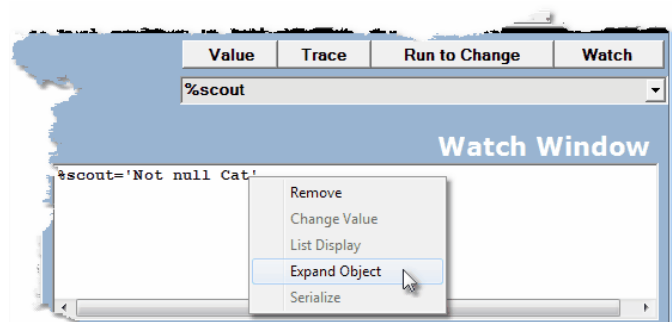 Value Trace Run to Change Watch
%scout
Watch Window
%scout='Not null Cat'
Remove
Change Value
List Display
Expand Object
Serialize